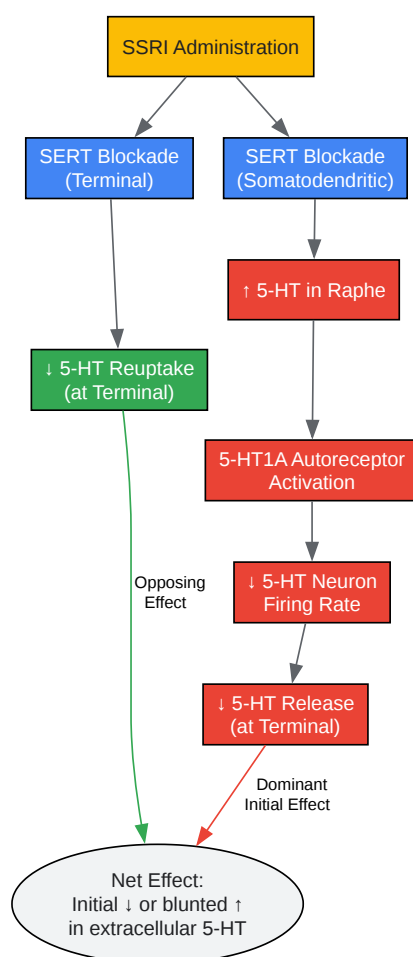 SSRI Administration
SERT Blockade
(Terminal)
SERT Blockade
(Somatodendritic)
↑ 5-HT in Raphe
↓ 5-HT Reuptake
(at Terminal)
5-HT1A Autoreceptor
Activation
Opposing
Effect
↓ 5-HT Neuron
Firing Rate
↓ 5-HT Release
(at Terminal)
Dominant
Initial Effect
Net Effect:
Initial ↓ or blunted ↑
in extracellular 5-HT